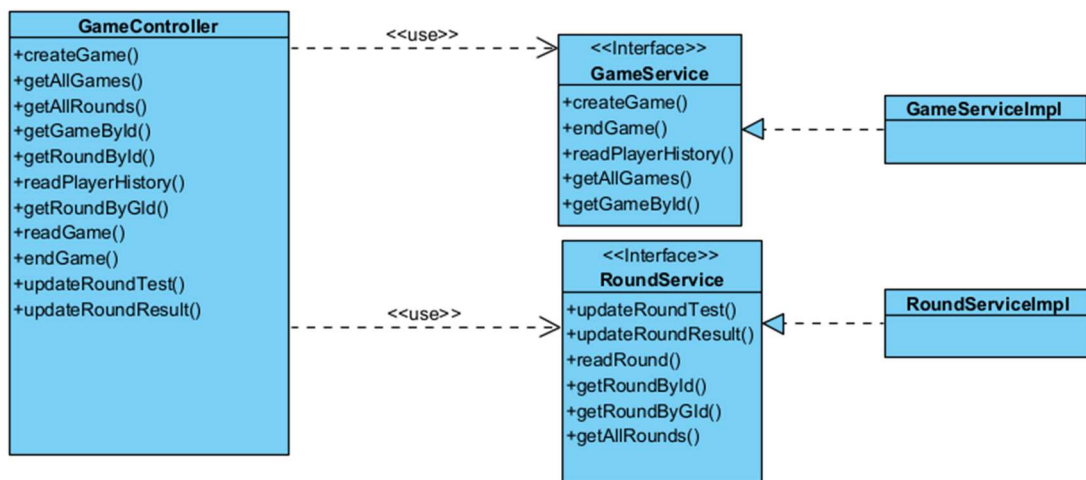 GameController
+createGame()
+getAllGames()
+getAllRounds()
+getGameById()
+getRoundById()
+readPlayerHistory()
+getRoundByGId()
+readGame()
+endGame()
+updateRoundTest()
+updateRoundResult()
<<use>>
<<use>>
<<Interface>>
GameService
+createGame()
+endGame()
+readPlayerHistory()
+getAllGames()
+getGameById()
<<Interface>>
RoundService
+updateRoundTest()
+updateRoundResult()
+readRound()
+getRoundById()
+getRoundByGId()
+getAllRounds()
GameServiceImpl
RoundServiceImpl